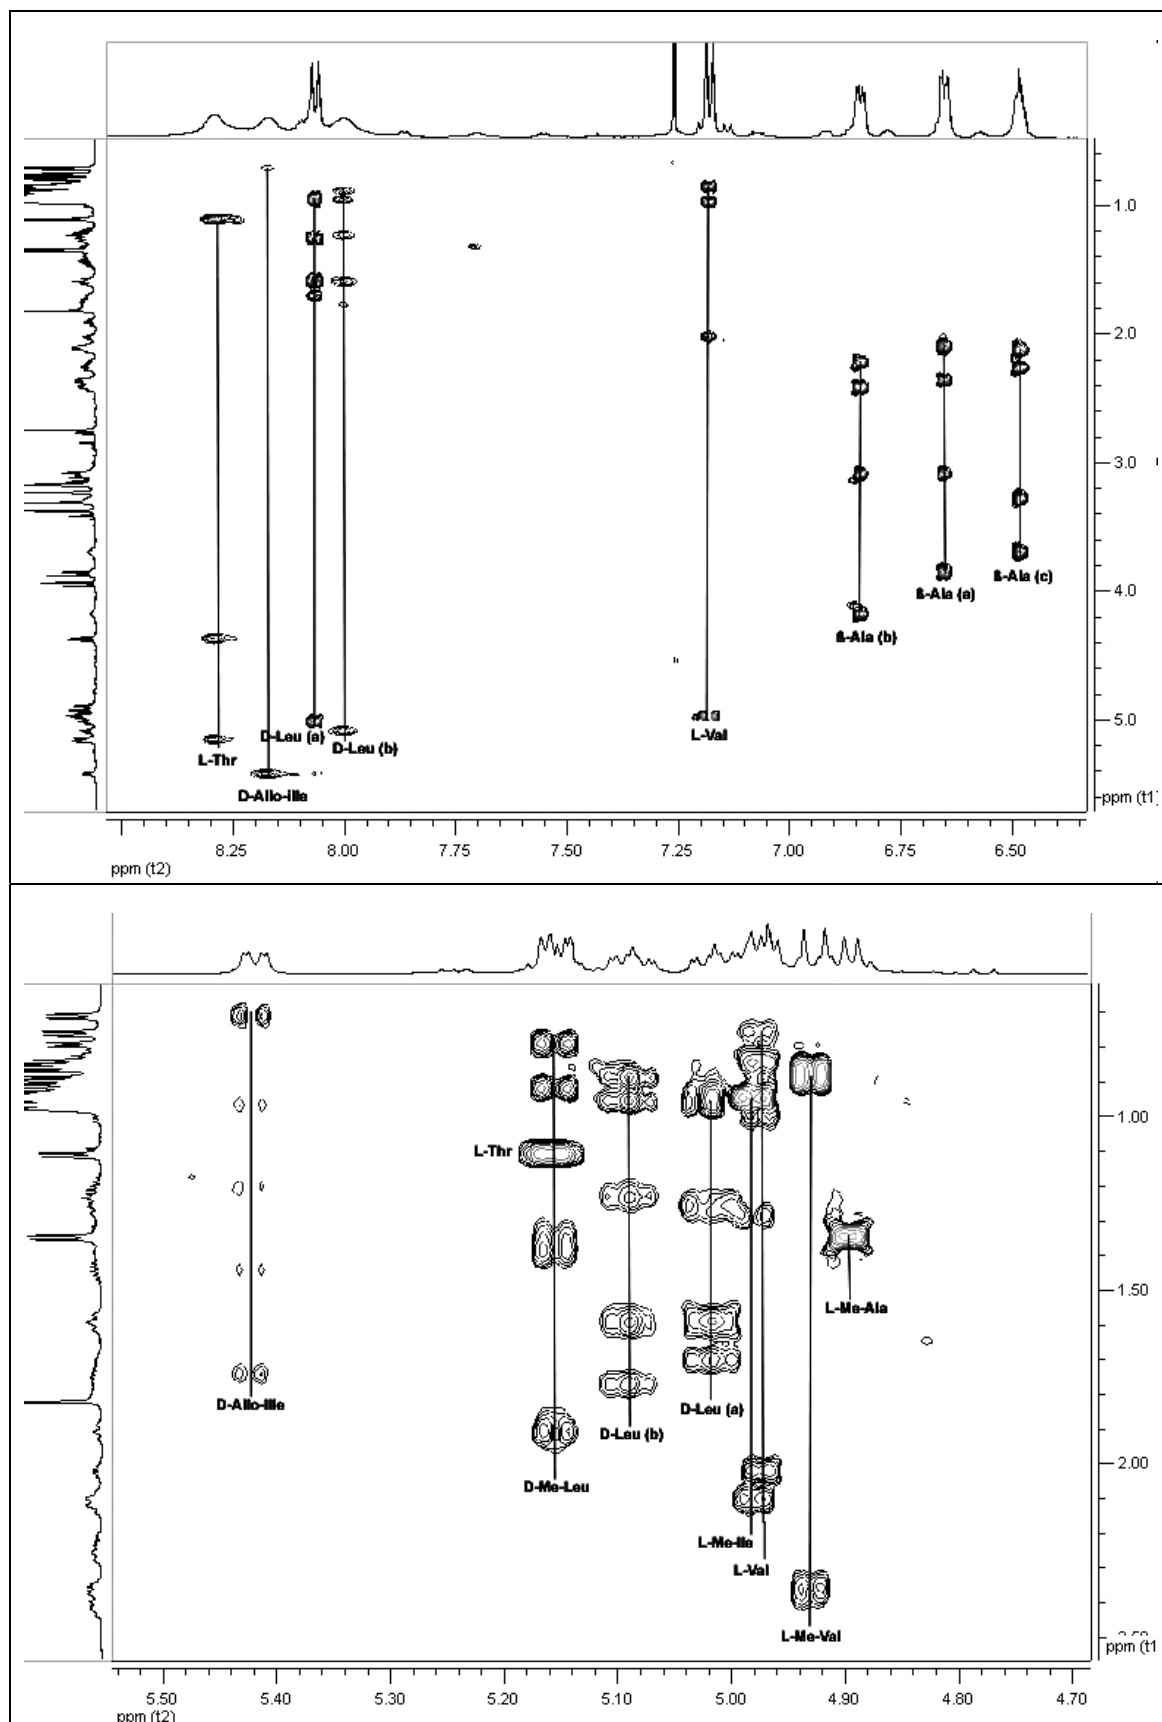 1.0
2.0
3.0
4.0
ß-Ala (c)
ß-Ala (a)
ß-Ala (b)
5.0
L-Thr
D-Leu (a)
D-Leu (b)
L-Val
D-Allo-Ile
ppm (t1)
8.25 8.00 7.75 7.50 7.25 7.00 6.75 6.50
ppm (t2)
1.00
L-Thr
1.50
L-Me-Ala
D-Allo-Ile
D-Leu (b)
D-Leu (a)
2.00
D-Me-Leu
L-Me-Ile
L-Val
L-Me-Val
ppm (t1
5.50 5.40 5.30 5.20 5.10 5.00 4.90 4.80 4.70
ppm (t2)